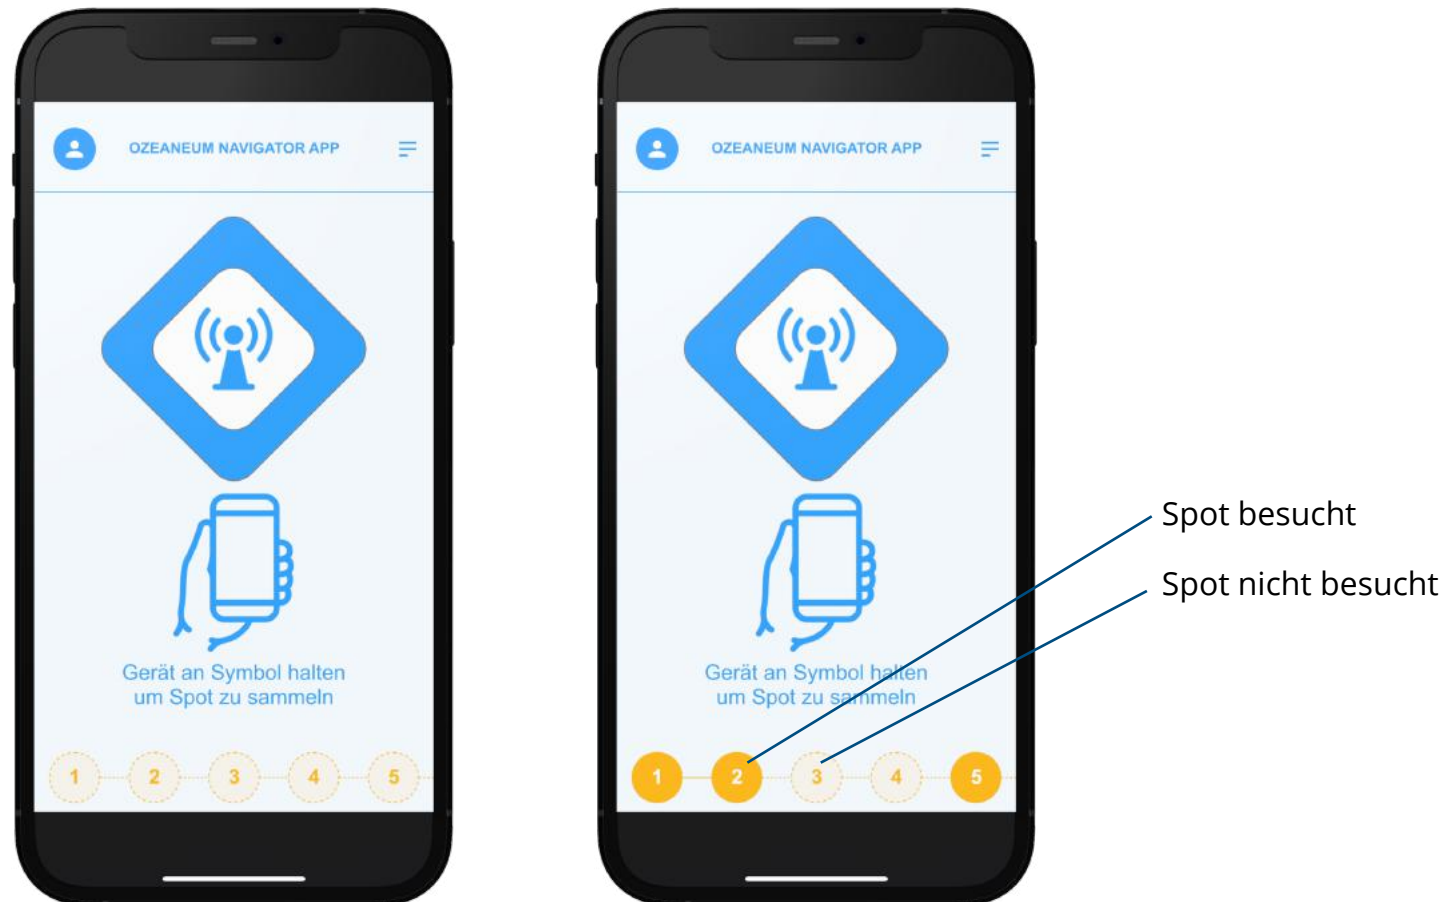 OZEANEUM NAVIGATOR APP
Gerät an Symbol halten
um Spot zu sammeln
1 2 3 4 5
OZEANEUM NAVIGATOR APP
Gerät an Symbol halten
um Spot zu sammeln
1 2 3 4 5
Spot besucht
Spot nicht besucht